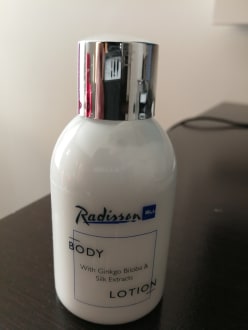 Radisson BLU
BODY
With Ginkgo Biloba &
Silk Extracts
LOTION